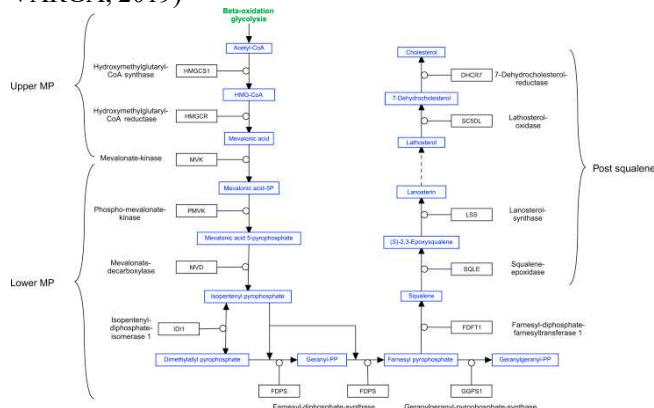 VARGA, 2019)
Beta-oxidation
glycolysis
Acetyl-CoA
Hydroxymethylglutaryl-
CoA synthase
HMGCS1
HMG-CoA
Upper MP
Hydroxymethylglutaryl-
CoA reductase
HMGCR
Mevalonic acid
Mevalonate-kinase
MVK
Mevalonic acid-5P
Phospho-mevalonate-
kinase
PMVK
Mevalonic acid 5-pyrophosphate
Lower MP
Mevalonate-
decarboxylase
MVD
Isopentenyl pyrophosphate
Isopentenyl-
diphosphate-
isomerase 1
IDI1
Dimethylallyl pyrophosphate
Geranyl-PP
Farnesyl pyrophosphate
Geranylgeranyl-PP
FDPS
FDPS
GGPS1
Farnesyl-diphosphate-synthase
Geranylgeranyl-pyrophosphate-synthase
Cholesterol
DHCR7
7-Dehydrocholesterol-
reductase
7-Dehydrocholesterol
SC5DL
Lathosterol-
oxidase
Lathosterol
Post squalene
Lanosterin
LSS
Lanosterol-
synthase
(S)-2,3-Epoxysqualene
SQLE
Squalene-
epoxidase
Squalene
FDFT1
Farnesyl-diphosphate-
farnesyltransferase 1